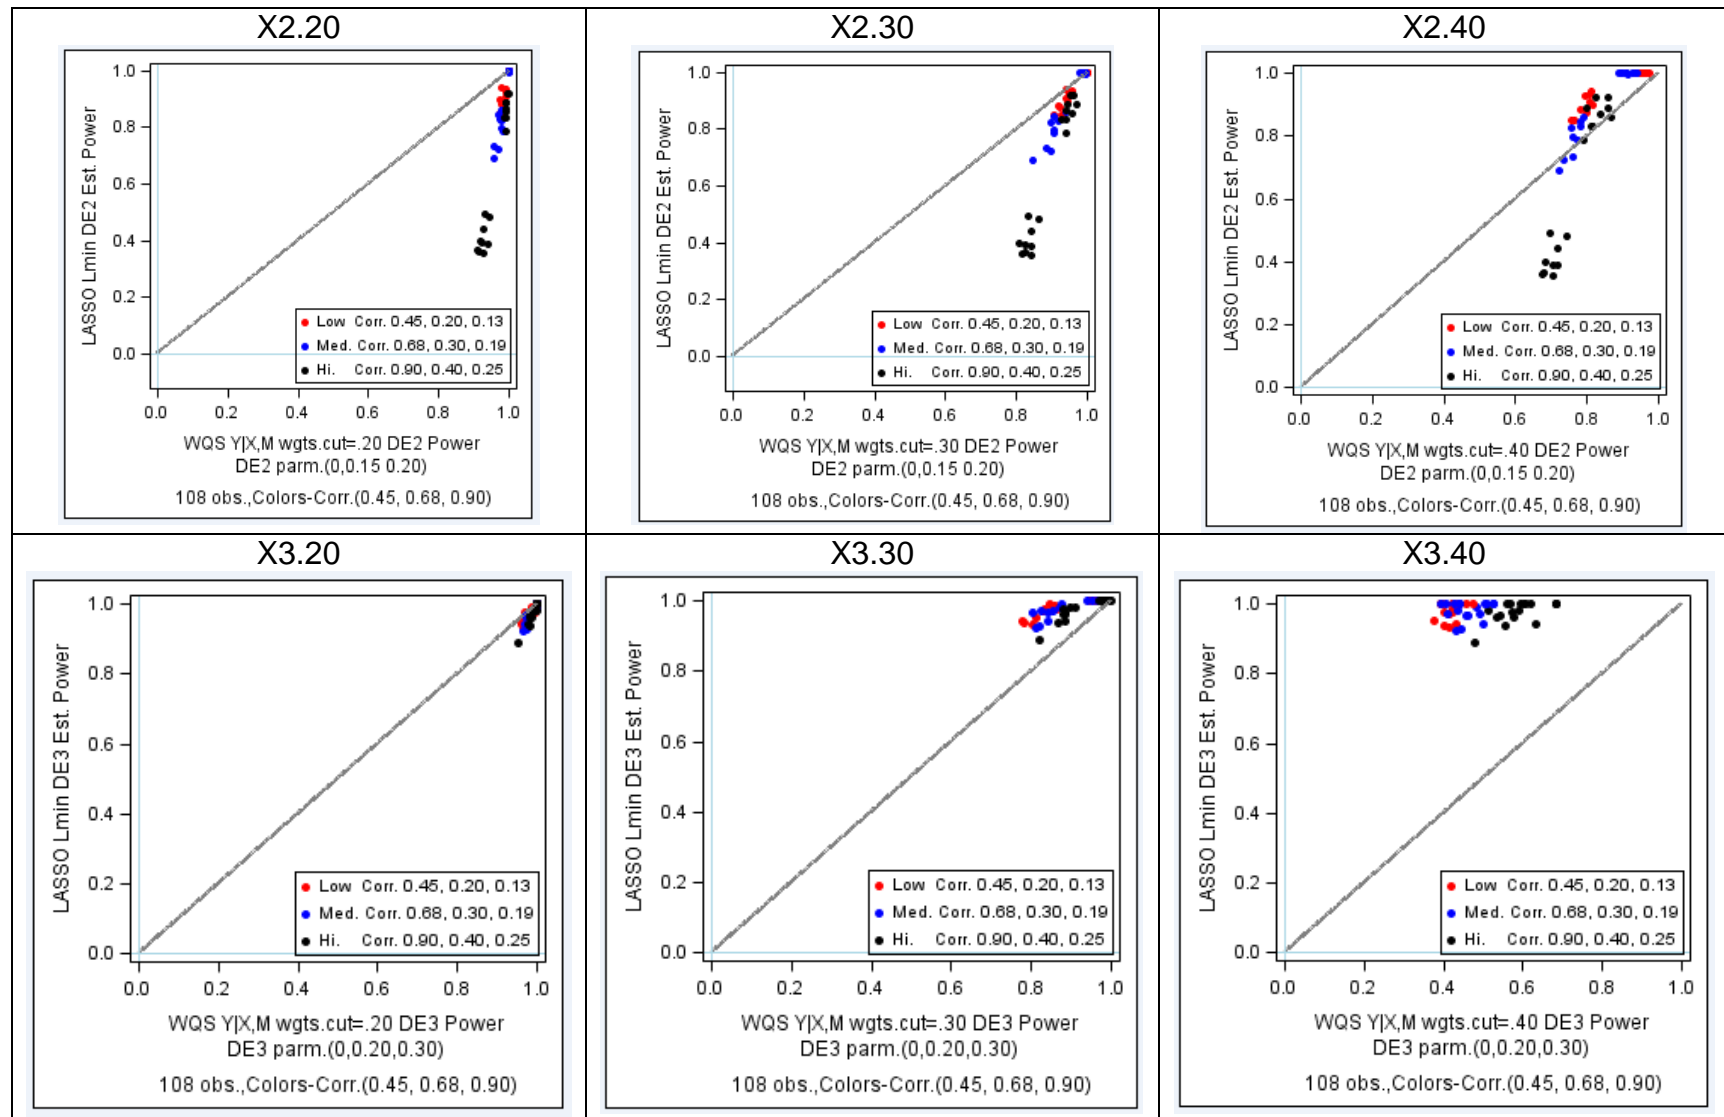 X2.20
LASSO Lmin DE2 Est. Power
1.0
0.8
0.6
0.4
0.2
0.0
Low Corr. 0.45, 0.20, 0.13
Med. Corr. 0.68, 0.30, 0.19
Hi. Corr. 0.90, 0.40, 0.25
0.0 0.2 0.4 0.6 0.8 1.0
WQS Y|X,M wgts.cut=.20 DE2 Power
DE2 parm.(0,0.15 0.20)
108 obs.,Colors-Corr.(0.45, 0.68, 0.90)
X2.30
LASSO Lmin DE2 Est. Power
1.0
0.8
0.6
0.4
0.2
0.0
Low Corr. 0.45, 0.20, 0.13
Med. Corr. 0.68, 0.30, 0.19
Hi. Corr. 0.90, 0.40, 0.25
0.0 0.2 0.4 0.6 0.8 1.0
WQS Y|X,M wgts.cut=.30 DE2 Power
DE2 parm.(0,0.15 0.20)
108 obs.,Colors-Corr.(0.45, 0.68, 0.90)
X2.40
LASSO Lmin DE2 Est. Power
1.0
0.8
0.6
0.4
0.2
0.0
Low Corr. 0.45, 0.20, 0.13
Med. Corr. 0.68, 0.30, 0.19
Hi. Corr. 0.90, 0.40, 0.25
0.0 0.2 0.4 0.6 0.8 1.0
WQS Y|X,M wgts.cut=.40 DE2 Power
DE2 parm.(0,0.15 0.20)
108 obs.,Colors-Corr.(0.45, 0.68, 0.90)
X3.20
LASSO Lmin DE3 Est. Power
1.0
0.8
0.6
0.4
0.2
0.0
Low Corr. 0.45, 0.20, 0.13
Med. Corr. 0.68, 0.30, 0.19
Hi. Corr. 0.90, 0.40, 0.25
0.0 0.2 0.4 0.6 0.8 1.0
WQS Y|X,M wgts.cut=.20 DE3 Power
DE3 parm.(0,0.20,0.30)
108 obs.,Colors-Corr.(0.45, 0.68, 0.90)
X3.30
LASSO Lmin DE3 Est. Power
1.0
0.8
0.6
0.4
0.2
0.0
Low Corr. 0.45, 0.20, 0.13
Med. Corr. 0.68, 0.30, 0.19
Hi. Corr. 0.90, 0.40, 0.25
0.0 0.2 0.4 0.6 0.8 1.0
WQS Y|X,M wgts.cut=.30 DE3 Power
DE3 parm.(0,0.20,0.30)
108 obs.,Colors-Corr.(0.45, 0.68, 0.90)
X3.40
LASSO Lmin DE3 Est. Power
1.0
0.8
0.6
0.4
0.2
0.0
Low Corr. 0.45, 0.20, 0.13
Med. Corr. 0.68, 0.30, 0.19
Hi. Corr. 0.90, 0.40, 0.25
0.0 0.2 0.4 0.6 0.8 1.0
WQS Y|X,M wgts.cut=.40 DE3 Power
DE3 parm.(0,0.20,0.30)
108 obs.,Colors-Corr.(0.45, 0.68, 0.90)